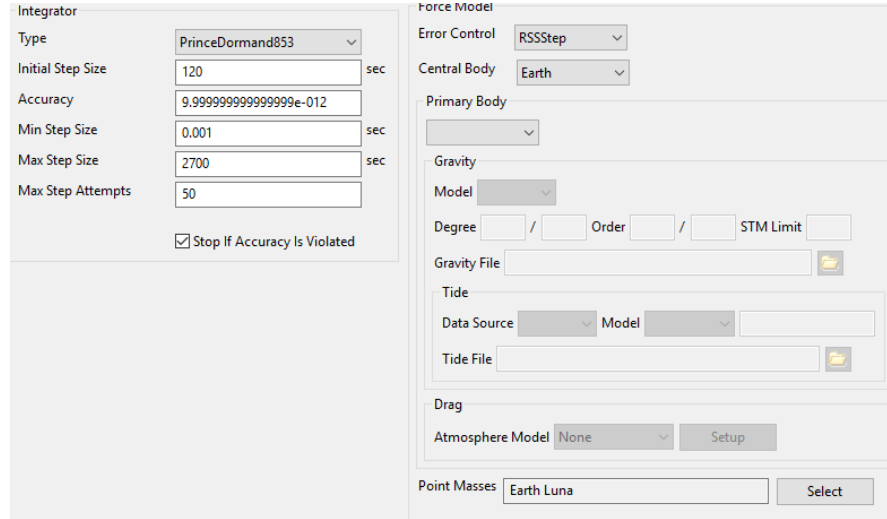 Integrator
Type PrinceDormand853
Initial Step Size 120 sec
Accuracy 9.999999999999999e-012
Min Step Size 0.001 sec
Max Step Size 2700 sec
Max Step Attempts 50
Stop If Accuracy Is Violated
Force Model
Error Control RSSStep
Central Body Earth
Primary Body
Gravity
Model
Degree / Order / STM Limit
Gravity File
Tide
Data Source Model
Tide File
Drag
Atmosphere Model None Setup
Point Masses Earth Luna Select